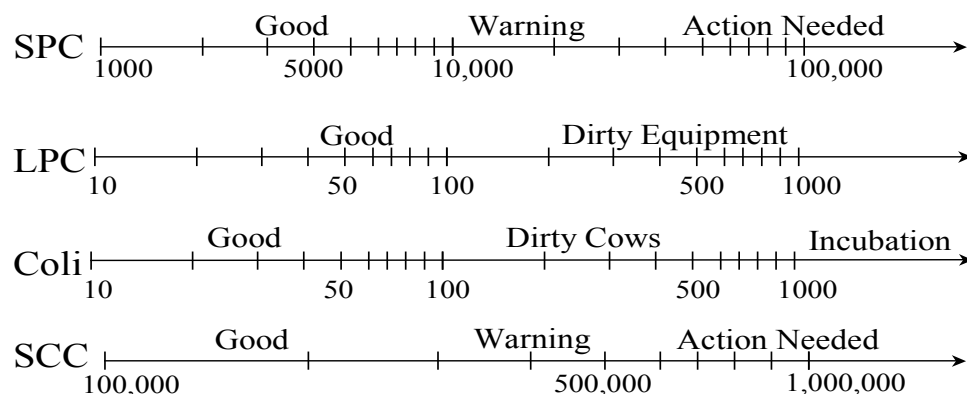 Good Warning Action Needed
SPC
1000 5000 10,000 100,000
Good Dirty Equipment
LPC
10 50 100 500 1000
Good Dirty Cows Incubation
Coli
10 50 100 500 1000
Good Warning Action Needed
SCC
100,000 500,000 1,000,000